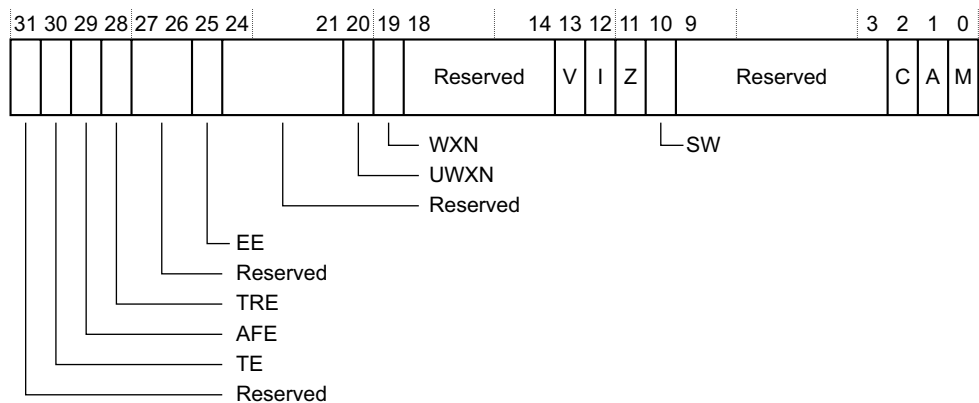 31 30 29 28 27 26 25 24 21 20 19 18 14 13 12 11 10 9 3 2 1 0
Reserved V I Z Reserved C A M
WXN SW
UWXN
Reserved
EE
Reserved
TRE
AFE
TE
Reserved